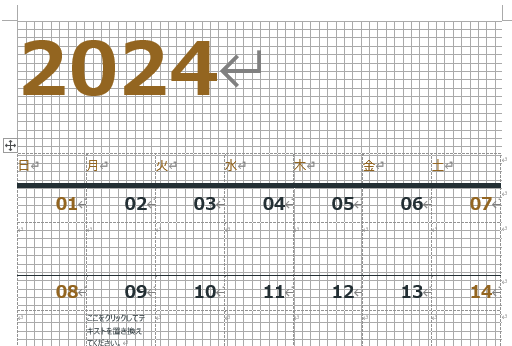 2024
日 月 火 水 木 金 土
01 02 03 04 05 06 07
08 09 10 11 12 13 14
ここをクリックしてテ
キストを置き換え
てください。